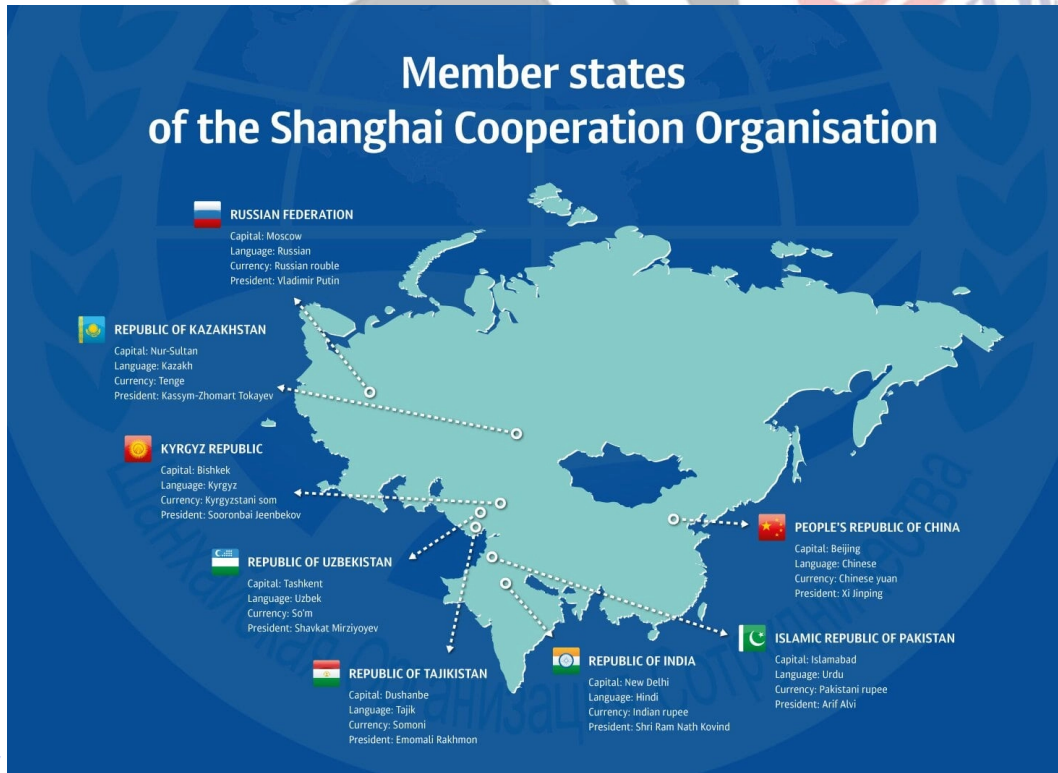 Member states
of the Shanghai Cooperation Organisation
RUSSIAN FEDERATION
Capital: Moscow
Language: Russian
Currency: Russian rouble
President: Vladimir Putin
REPUBLIC OF KAZAKHSTAN
Capital: Nur-Sultan
Language: Kazakh
Currency: Tenge
President: Kassym-Zhomart Tokayev
KYRGYZ REPUBLIC
Capital: Bishkek
Language: Kyrgyz
Currency: Kyrgyzstani som
President: Sooronbai Jeenbekov
REPUBLIC OF UZBEKISTAN
Capital: Tashkent
Language: Uzbek
Currency: So'm
President: Shavkat Mirziyoyev
REPUBLIC OF TAJIKISTAN
Capital: Dushanbe
Language: Tajik
Currency: Somoni
President: Emomali Rakhmon
REPUBLIC OF INDIA
Capital: New Delhi
Language: Hindi
Currency: Indian rupee
President: Shri Ram Nath Kovind
PEOPLE'S REPUBLIC OF CHINA
Capital: Beijing
Language: Chinese
Currency: Chinese yuan
President: Xi Jinping
ISLAMIC REPUBLIC OF PAKISTAN
Capital: Islamabad
Language: Urdu
Currency: Pakistani rupee
President: Arif Alvi